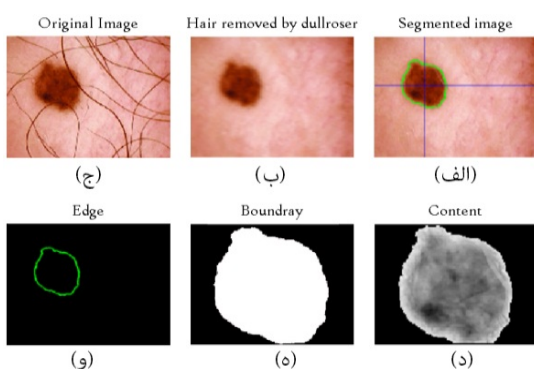 Original Image Hair removed by dullroser Segmented image
(ج) (ب) (الف)
Edge Boundray Content
(و) (ه) (د)